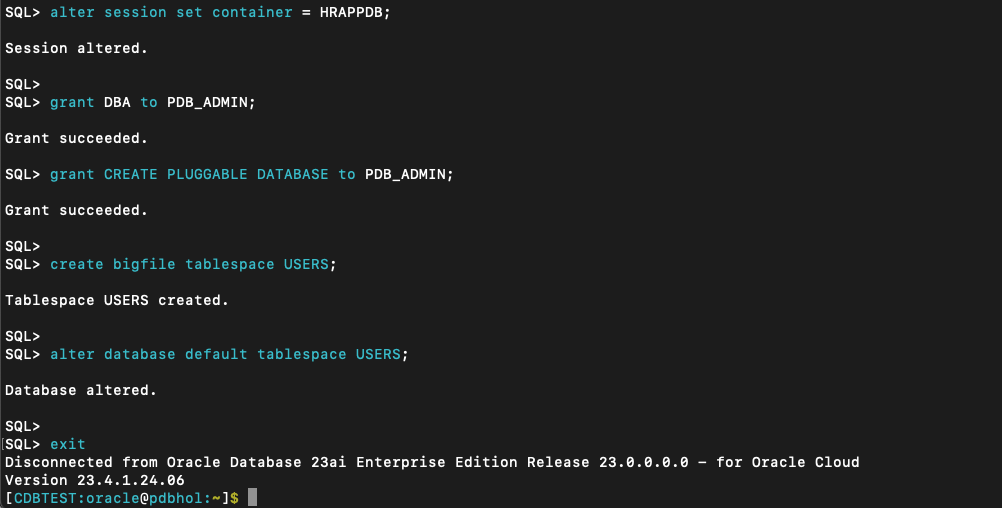 SQL> alter session set container = HRAPPDB;
Session altered.
SQL>
SQL> grant DBA to PDB_ADMIN;
Grant succeeded.
SQL> grant CREATE PLUGGABLE DATABASE to PDB_ADMIN;
Grant succeeded.
SQL>
SQL> create bigfile tablespace USERS;
Tablespace USERS created.
SQL>
SQL> alter database default tablespace USERS;
Database altered.
SQL>
SQL> exit
Disconnected from Oracle Database 23ai Enterprise Edition Release 23.0.0.0.0 – for Oracle Cloud
Version 23.4.1.24.06
[CDBTEST:oracle@pdbhol:~]$